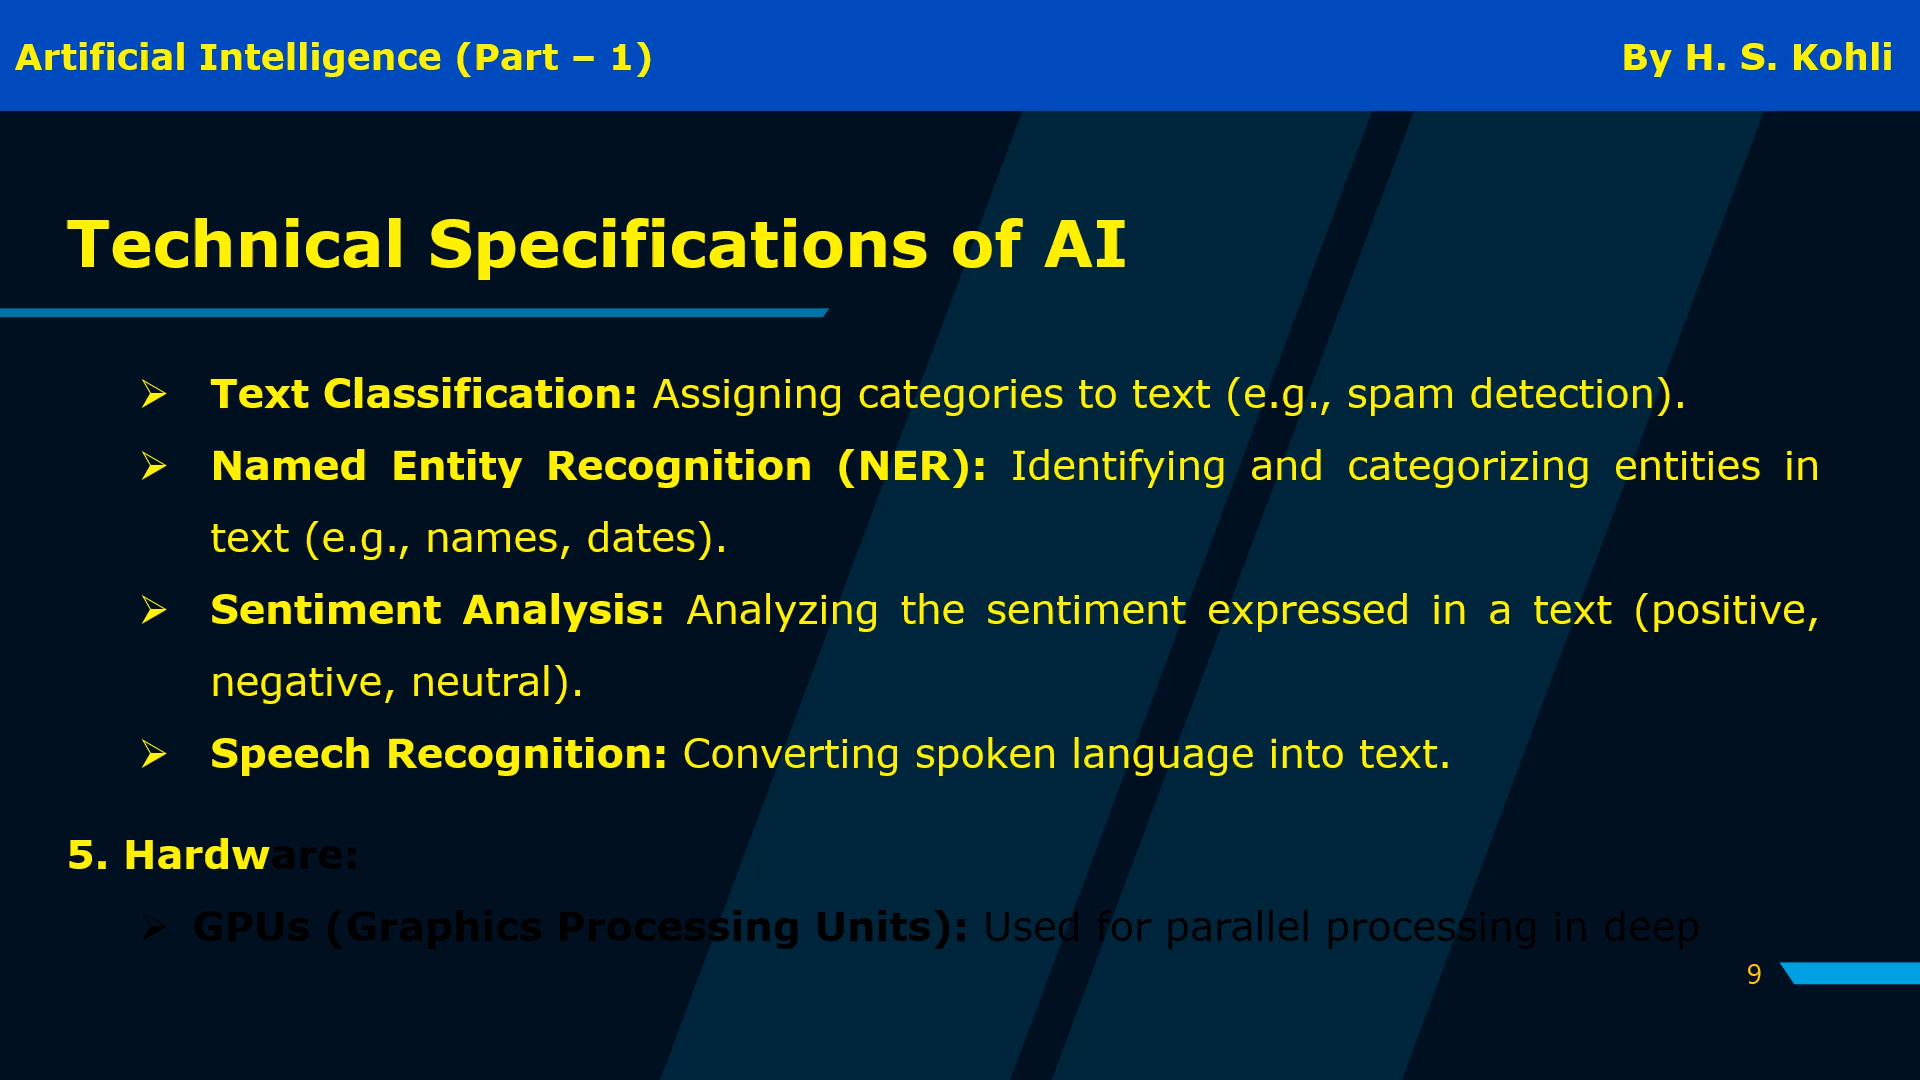 Artificial Intelligence (Part – 1)
By H. S. Kohli
Technical Specifications of AI
➢ Text Classification: Assigning categories to text (e.g., spam detection).
➢ Named Entity Recognition (NER): Identifying and categorizing entities in
text (e.g., names, dates).
➢ Sentiment Analysis: Analyzing the sentiment expressed in a text (positive,
negative, neutral).
➢ Speech Recognition: Converting spoken language into text.
5. Hardware:
➢ GPUs (Graphics Processing Units): Used for parallel processing in deep
9